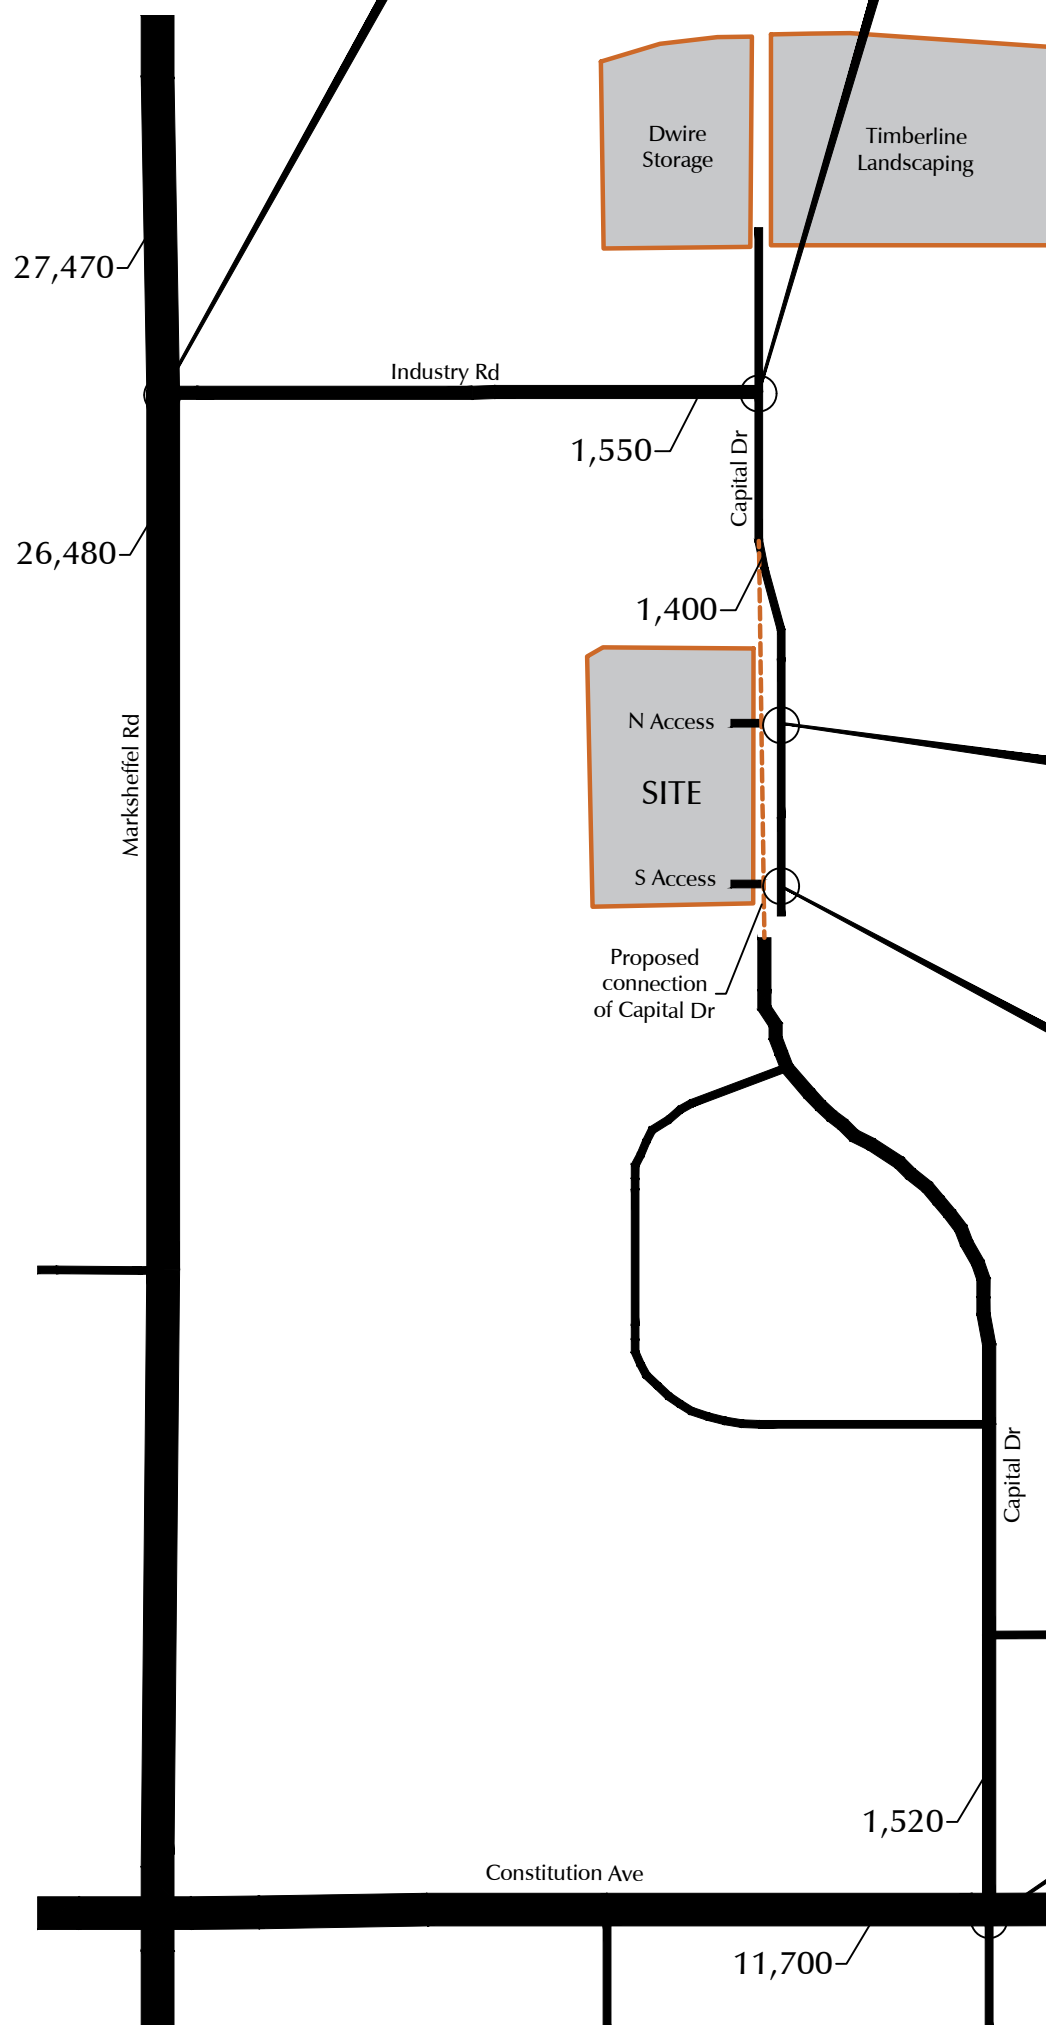 Dwire
Storage
Timberline
Landscaping
27,470
Industry Rd
1,550
Capital Dr
26,480
1,400
N Access
SITE
Marksheffel Rd
S Access
Proposed
connection
of Capital Dr
Capital Dr
1,520
Constitution Ave
11,700